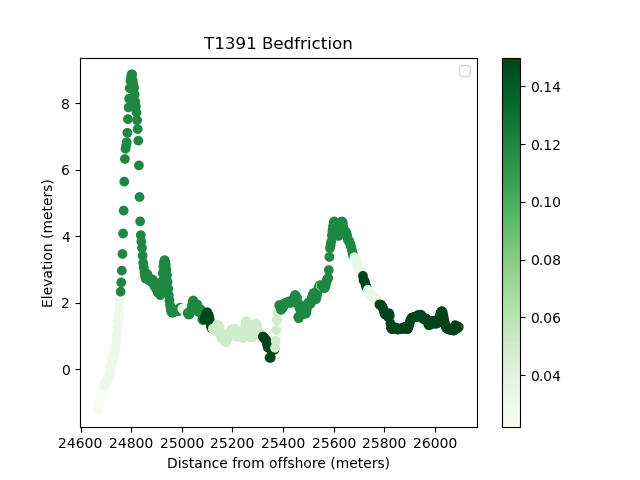 T1391 Bedfriction
Elevation (meters)
8
6
4
2
0
24600 24800 25000 25200 25400 25600 25800 26000
Distance from offshore (meters)
0.14
0.12
0.10
0.08
0.06
0.04